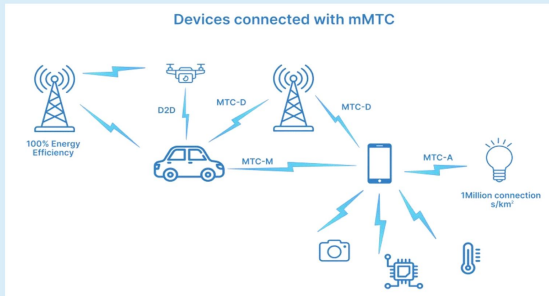 Devices connected with mMTC
D2D
MTC-D
MTC-D
MTC-M
MTC-A
100% Energy
Efficiency
1Million connection
s/km²